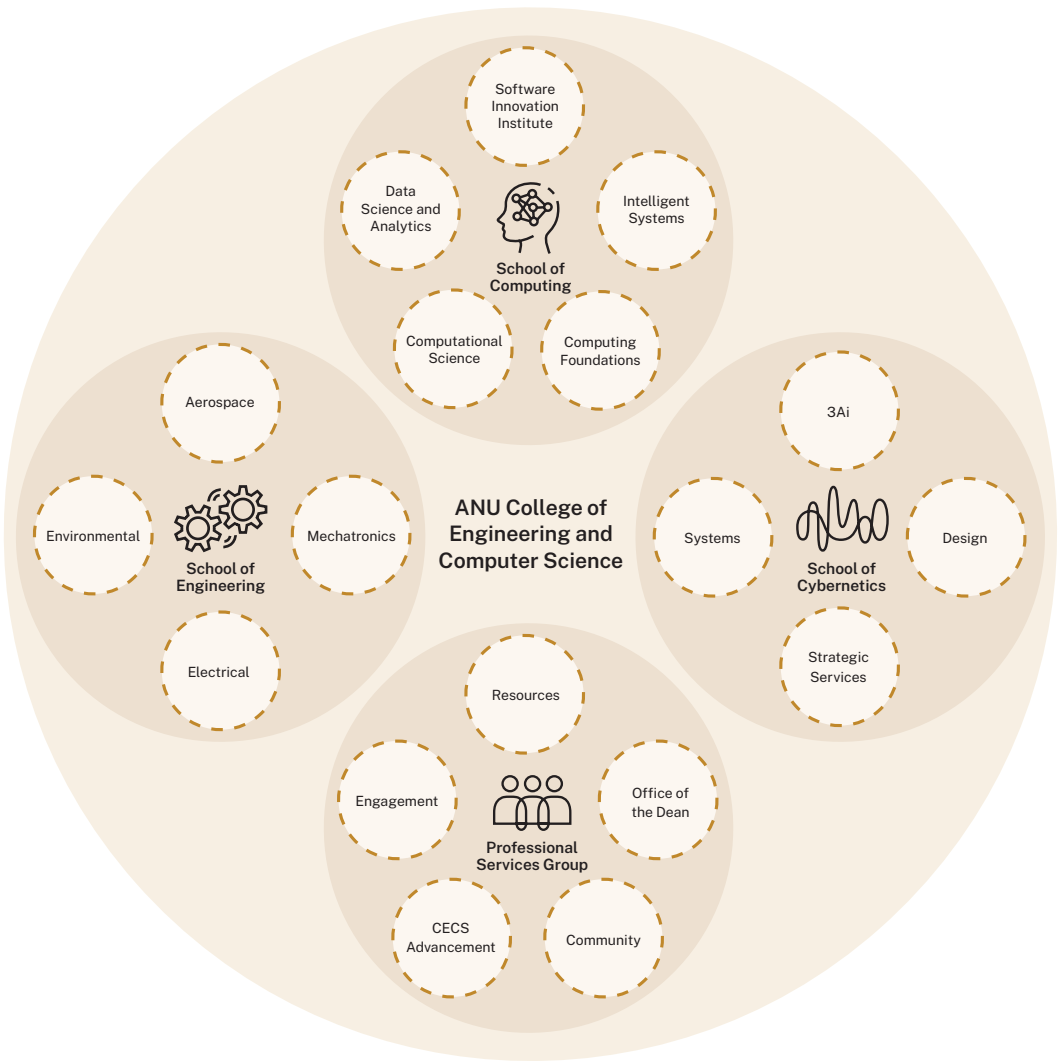 Software
Innovation
Institute
Data
Science and
Analytics
Intelligent
Systems
School of
Computing
Computational
Science
Computing
Foundations
Aerospace
Environmental
Mechatronics
School of
Engineering
Electrical
ANU College of
Engineering and
Computer Science
3Ai
Systems
Design
School of
Cybernetics
Strategic
Services
Resources
Engagement
Office of
the Dean
Professional
Services Group
CECS
Advancement
Community